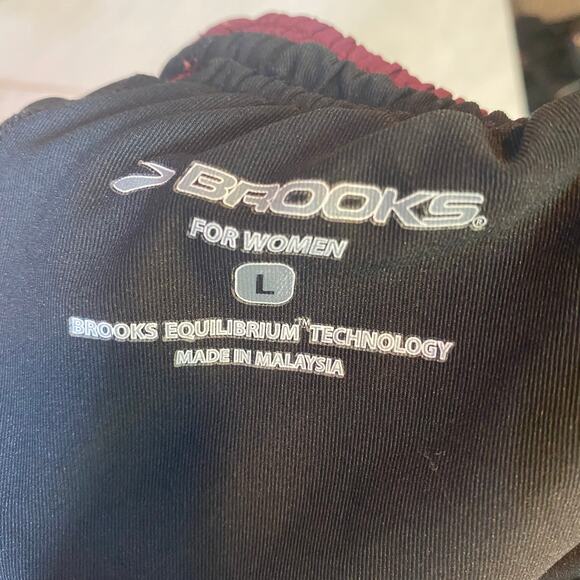 BROOKS®
FOR WOMEN
L
BROOKS EQUILIBRIUM™ TECHNOLOGY
MADE IN MALAYSIA